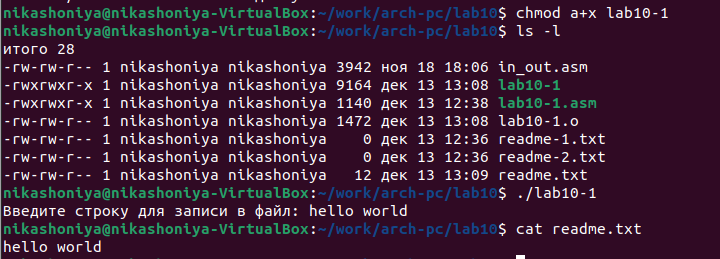 nikashoniya@nikashoniya-VirtualBox:~/work/arch-pc/lab10$ chmod a+x lab10-1
nikashoniya@nikashoniya-VirtualBox:~/work/arch-pc/lab10$ ls -l
итого 28
-rw-rw-r-- 1 nikashoniya nikashoniya 3942 ноя 18 18:06 in_out.asm
-rwxrwxr-x 1 nikashoniya nikashoniya 9164 дек 13 13:08 lab10-1
-rwxrwxr-x 1 nikashoniya nikashoniya 1140 дек 13 12:38 lab10-1.asm
-rw-rw-r-- 1 nikashoniya nikashoniya 1472 дек 13 13:08 lab10-1.o
-rw-rw-r-- 1 nikashoniya nikashoniya    0 дек 13 12:36 readme-1.txt
-rw-rw-r-- 1 nikashoniya nikashoniya    0 дек 13 12:36 readme-2.txt
-rw-rw-r-- 1 nikashoniya nikashoniya   12 дек 13 13:09 readme.txt
nikashoniya@nikashoniya-VirtualBox:~/work/arch-pc/lab10$ ./lab10-1
Введите строку для записи в файл: hello world
nikashoniya@nikashoniya-VirtualBox:~/work/arch-pc/lab10$ cat readme.txt
hello world